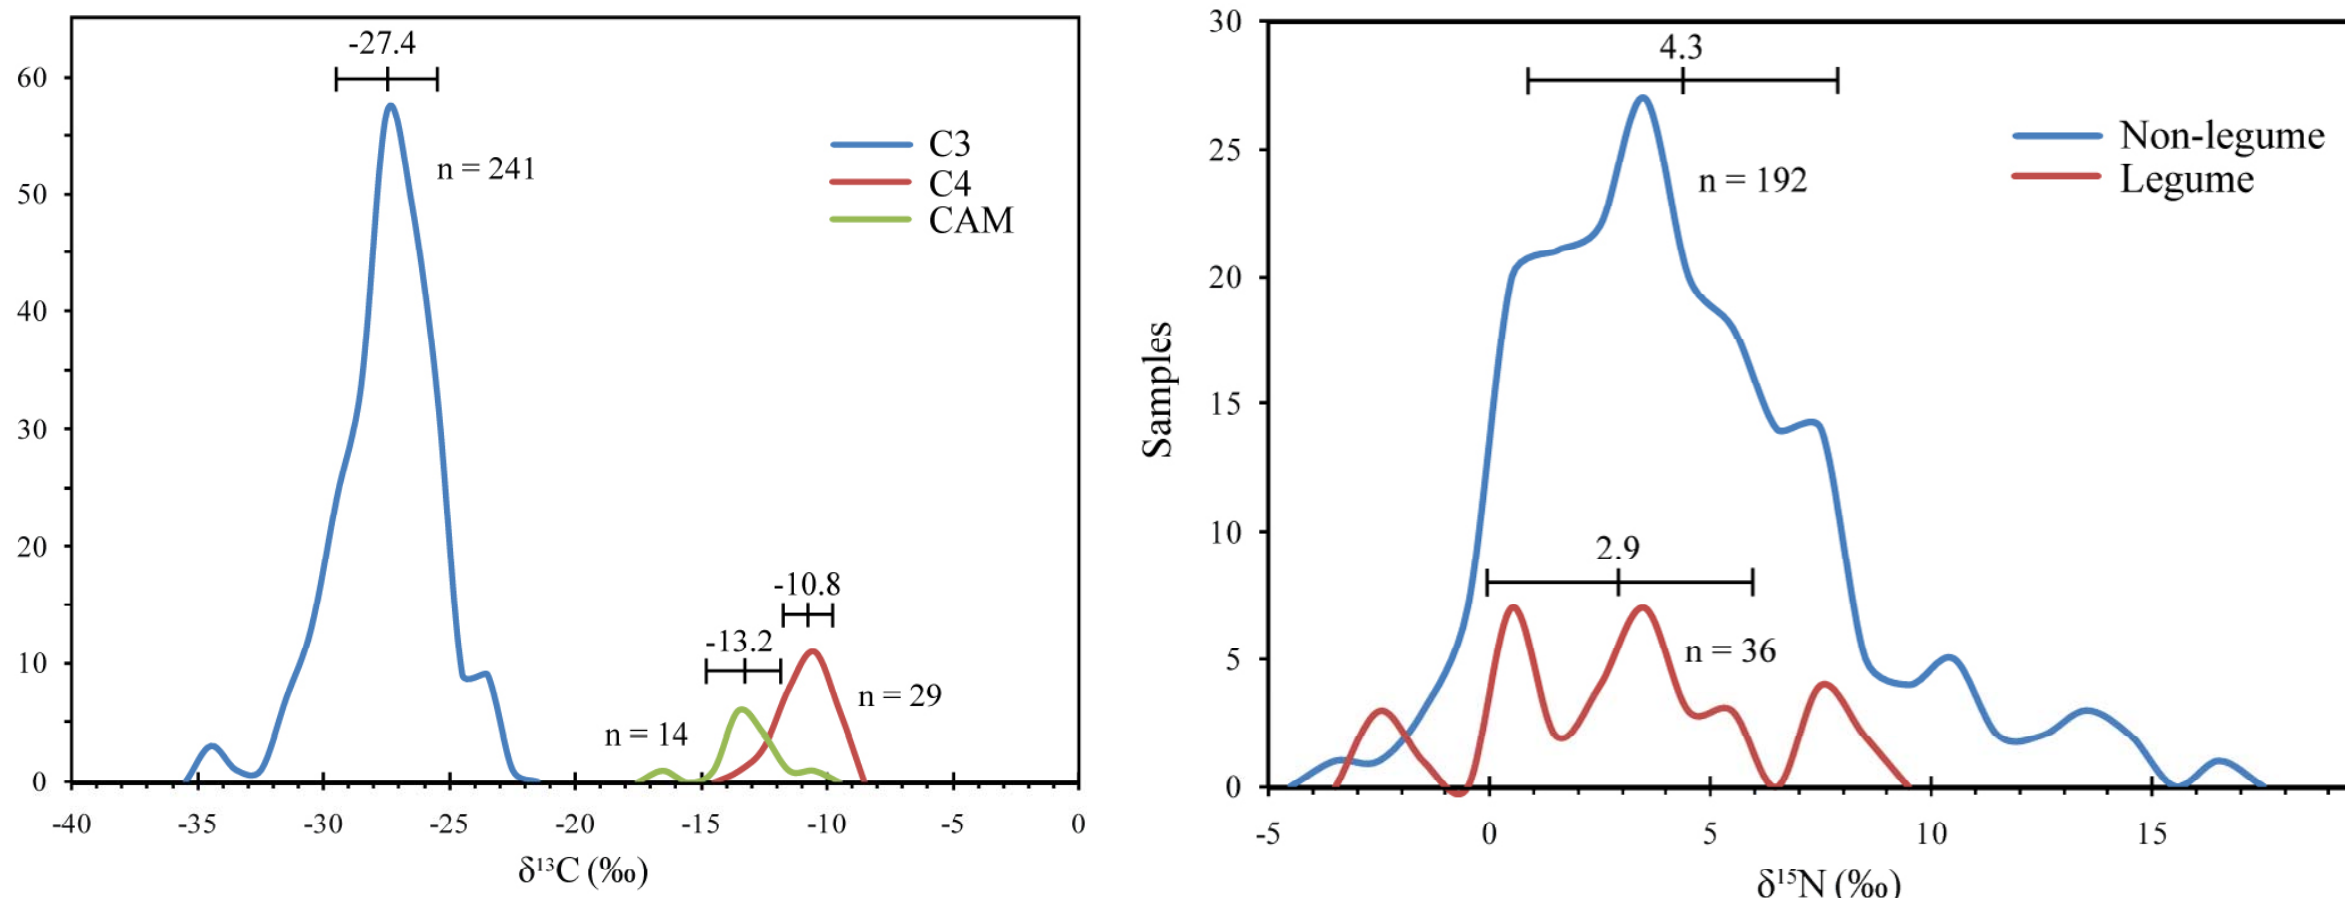 -27.4
60
C3
n = 241
C4
50
CAM
40
30
20
-10.8
-13.2
10
n = 29
n = 14
0
-40 -35 -30 -25 -20 -15 -10 -5 0
δ¹³C (‰)
30
4.3
Non-legume
25
Legume
n = 192
20
Samples
15
10
2.9
n = 36
5
0
-5 0 5 10 15
δ¹⁵N (‰)